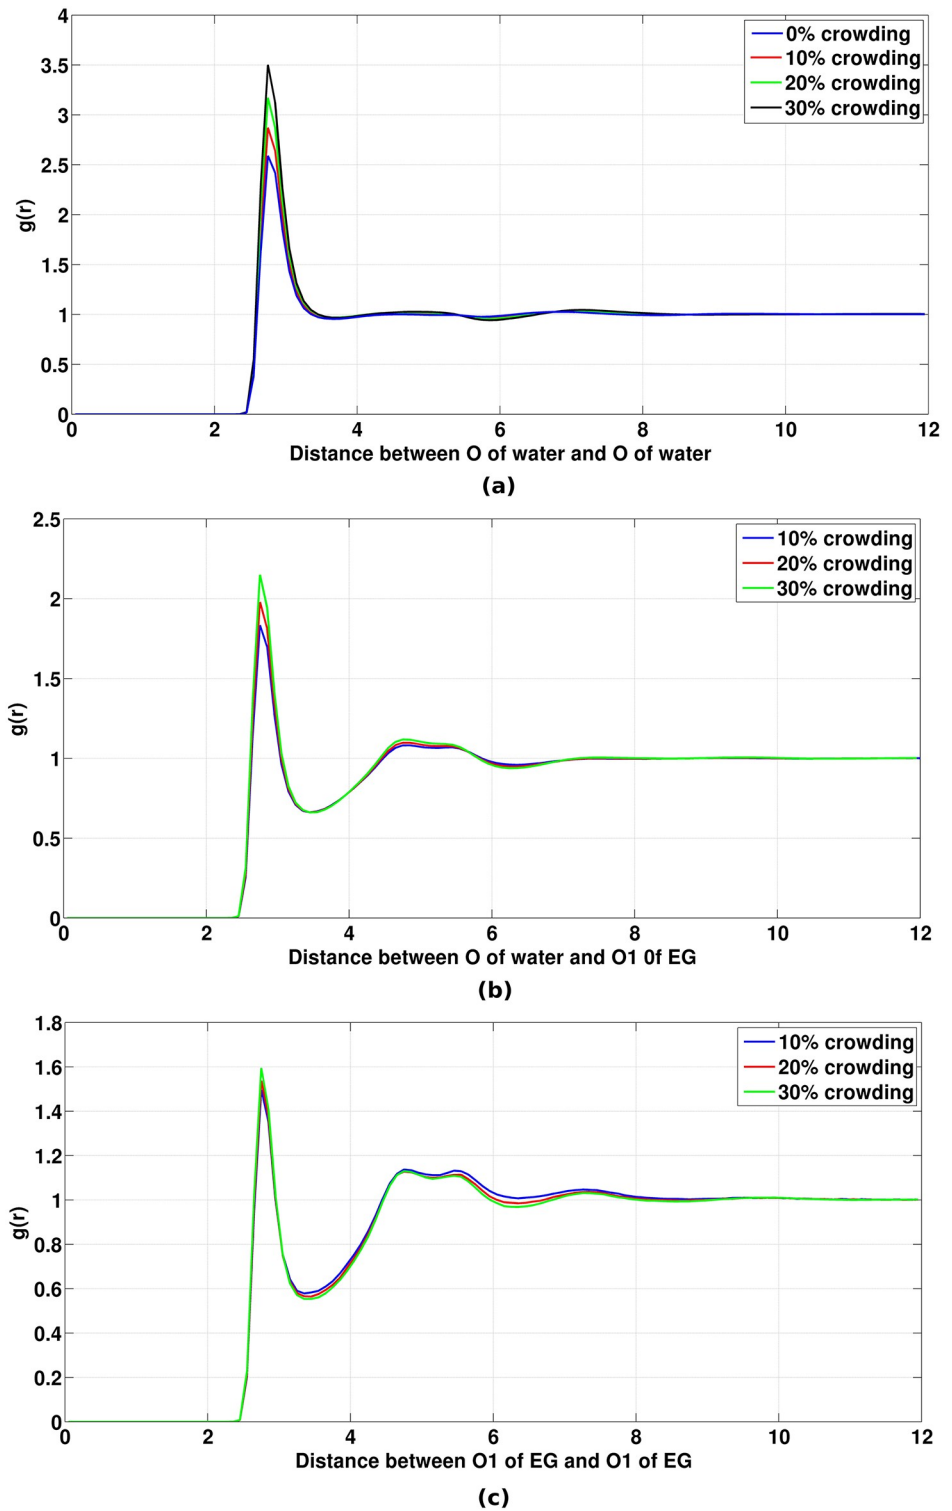 4
3.5
3
2.5
2
1.5
1
0.5
0
g(r)
0% crowding
10% crowding
20% crowding
30% crowding
0 2 4 6 8 10 12
Distance between O of water and O of water
(a)
2.5
2
1.5
1
0.5
0
g(r)
10% crowding
20% crowding
30% crowding
0 2 4 6 8 10 12
Distance between O of water and O1 0f EG
(b)
1.8
1.6
1.4
1.2
1
0.8
0.6
0.4
0.2
0
g(r)
10% crowding
20% crowding
30% crowding
0 2 4 6 8 10 12
Distance between O1 of EG and O1 of EG
(c)